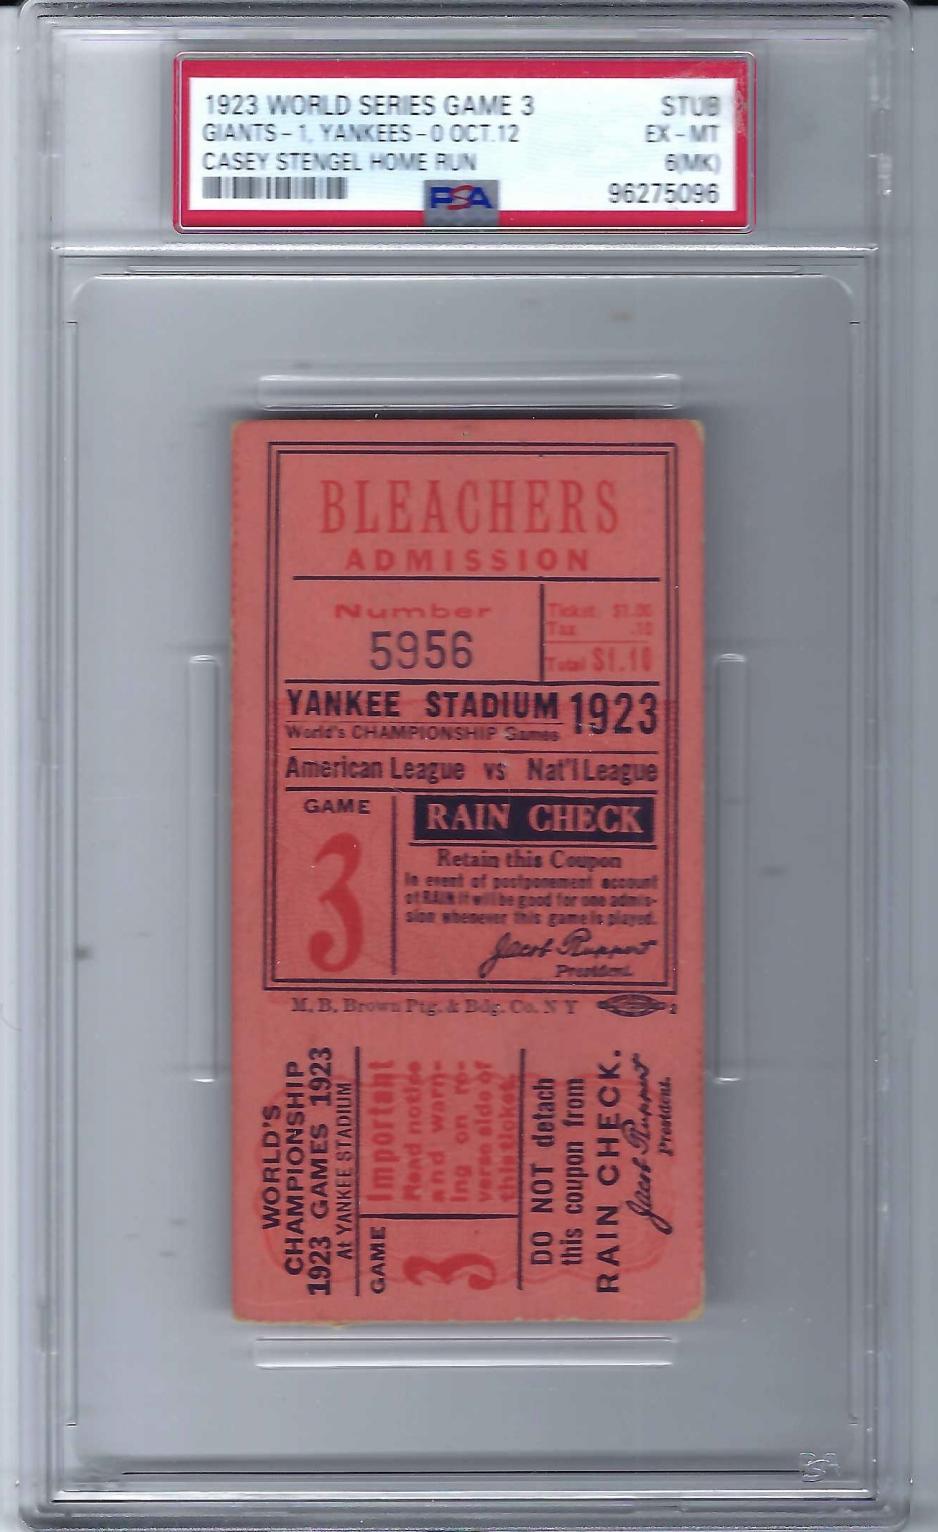 1923 WORLD SERIES GAME 3 STUB
GIANTS-1, YANKEES-0 OCT.12 EX-MT
CASEY STENGEL HOME RUN 6(MK)
PSA 96275096
BLEACHERS
ADMISSION
Number
5956
Ticket $1.00
Tax .10
Total $1.10
YANKEE STADIUM 1923
World's CHAMPIONSHIP Games
American League vs Nat'l League
GAME
3
RAIN CHECK
Retain this Coupon
In event of postponement account
of RAIN it will be good for one admis-
sion whenever this game is played.
Jacob Ruppert
President.
M. B. Brown Ptg. & Bdg. Co. N Y
WORLD'S
CHAMPIONSHIP
1923 GAMES 1923
At YANKEE STADIUM
Important
Read notice
and warn-
ing on re-
verse side of
this ticket.
GAME
3
DO NOT detach
this coupon from
RAIN CHECK.
Jacob Ruppert
President.
PSA